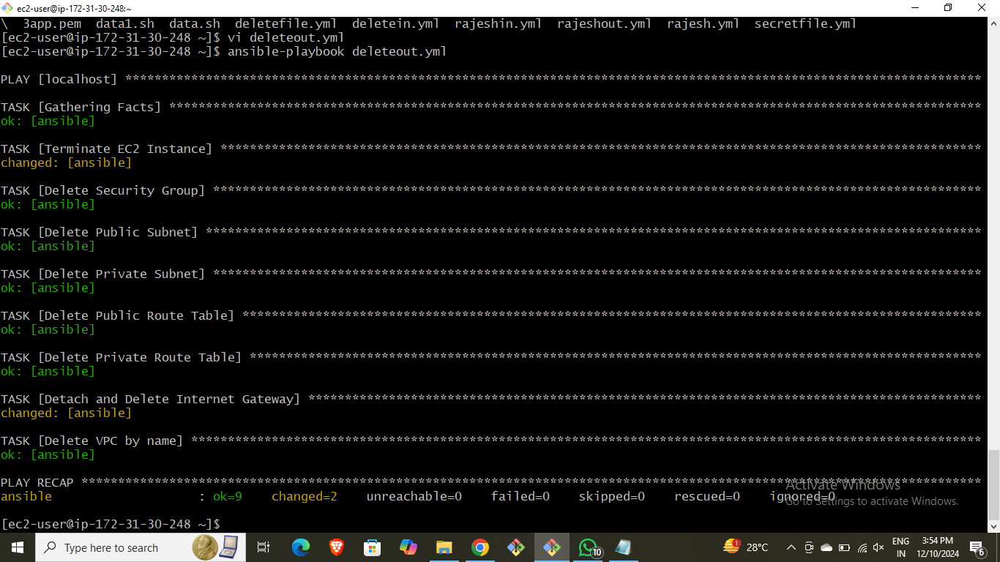 ec2-user@ip-172-31-30-248:~
\  3app.pem  data1.sh  data.sh  deletefile.yml  deletein.yml  rajeshin.yml  rajeshout.yml  rajesh.yml  secretfile.yml
[ec2-user@ip-172-31-30-248 ~]$ vi deleteout.yml
[ec2-user@ip-172-31-30-248 ~]$ ansible-playbook deleteout.yml
PLAY [localhost] *********************************************************************************************************************
TASK [Gathering Facts] ***************************************************************************************************************
ok: [ansible]
TASK [Terminate EC2 Instance] ********************************************************************************************************
changed: [ansible]
TASK [Delete Security Group] *********************************************************************************************************
ok: [ansible]
TASK [Delete Public Subnet] **********************************************************************************************************
ok: [ansible]
TASK [Delete Private Subnet] *********************************************************************************************************
ok: [ansible]
TASK [Delete Public Route Table] *****************************************************************************************************
ok: [ansible]
TASK [Delete Private Route Table] ****************************************************************************************************
ok: [ansible]
TASK [Detach and Delete Internet Gateway] ********************************************************************************************
changed: [ansible]
TASK [Delete VPC by name] ************************************************************************************************************
ok: [ansible]
PLAY RECAP ***************************************************************************************************************************
ansible                    : ok=9    changed=2    unreachable=0    failed=0    skipped=0    rescued=0    ignored=0
[ec2-user@ip-172-31-30-248 ~]$
Activate Windows
Go to Settings to activate Windows.
Type here to search
10
1
28°C
ENG
IN
3:54 PM
12/10/2024
6